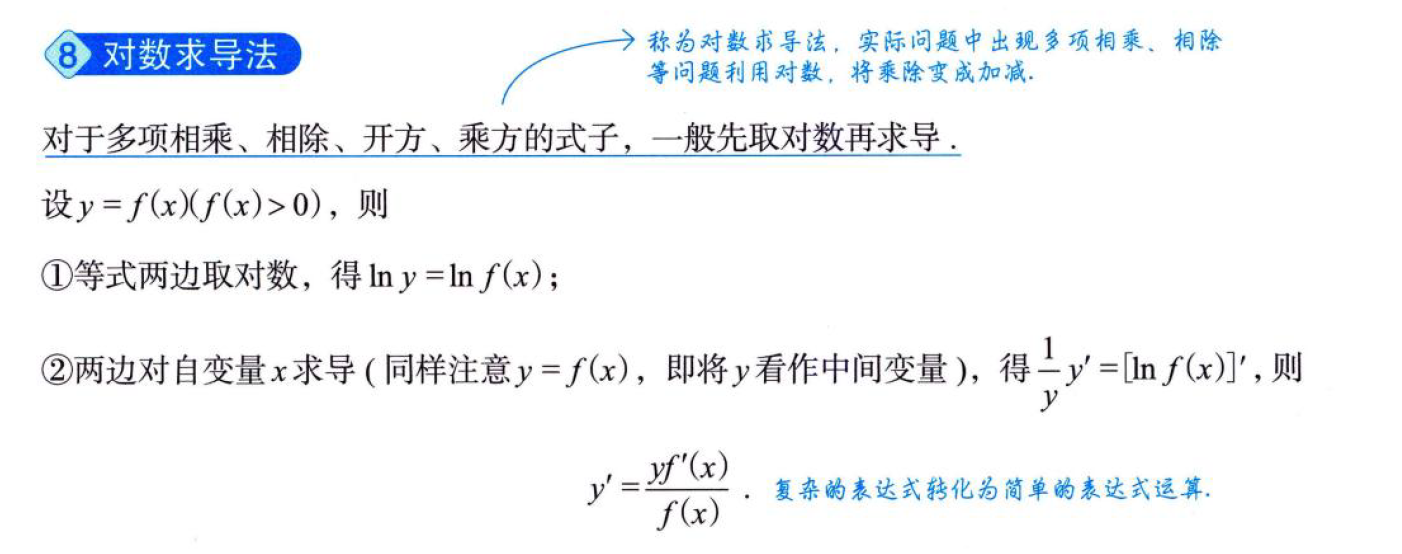 8 对数求导法
称为对数求导法，实际问题中出现多项相乘、相除
等问题利用对数，将乘除变成加减.
对于多项相乘、相除、开方、乘方的式子，一般先取对数再求导．
设 y = f(x)(f(x)>0)，则
①等式两边取对数，得 ln y = ln f(x)；
②两边对自变量 x 求导 ( 同样注意 y = f(x)，即将 y 看作中间变量 )，得 1/y y′ = [ln f(x)]′, 则
y′ = yf′(x)/f(x) . 复杂的表达式转化为简单的表达式运算.